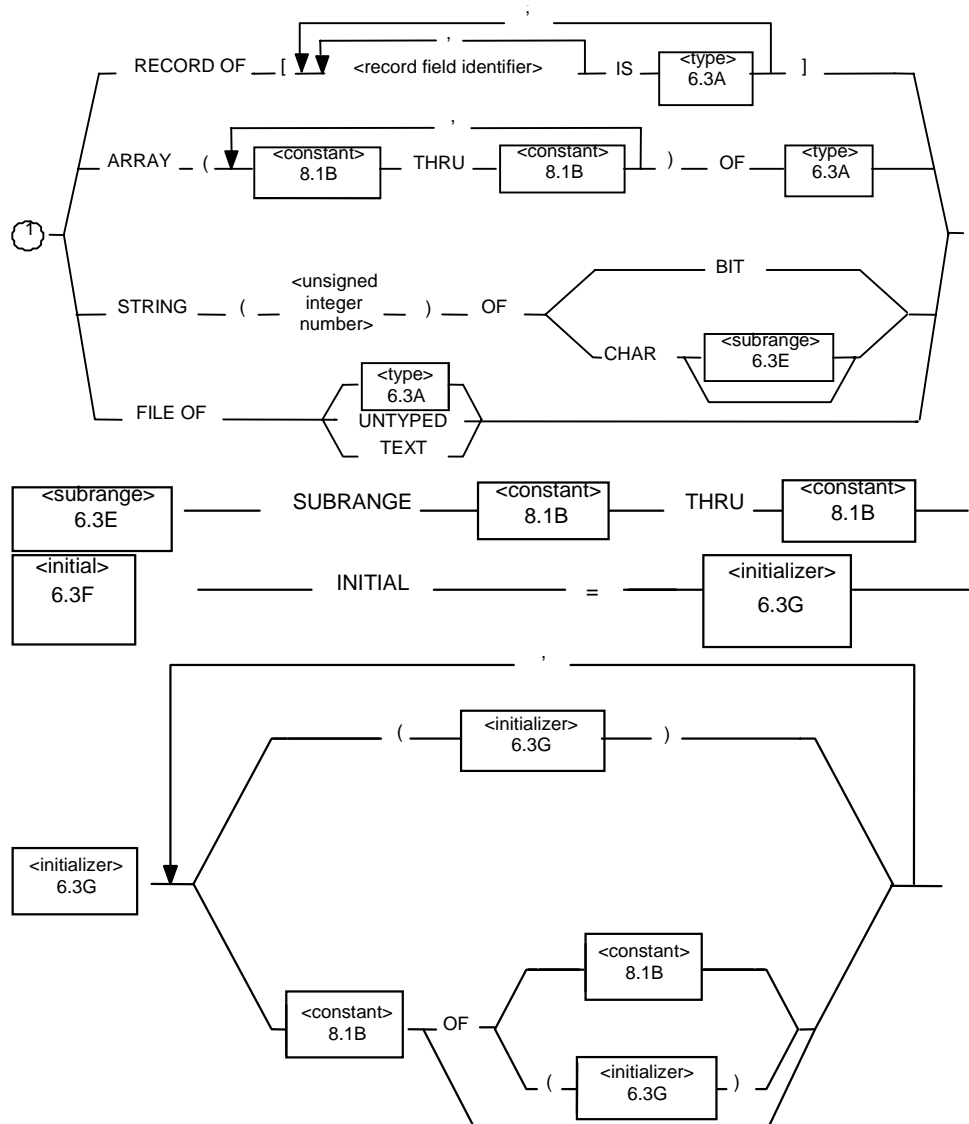 ;
,
RECORD OF [ <record field identifier> IS <type> ]
6.3A
,
ARRAY ( <constant> THRU <constant> ) OF <type>
8.1B 8.1B 6.3A
1
BIT
STRING ( <unsigned integer number> ) OF
CHAR <subrange>
6.3E
<type>
6.3A
FILE OF UNTYPED
TEXT
<subrange> SUBRANGE <constant> THRU <constant>
6.3E 8.1B 8.1B
<initial> INITIAL = <initializer>
6.3F 6.3G
,
( <initializer> )
6.3G
<initializer>
6.3G
<constant>
8.1B
<constant> OF
8.1B
( <initializer> )
6.3G